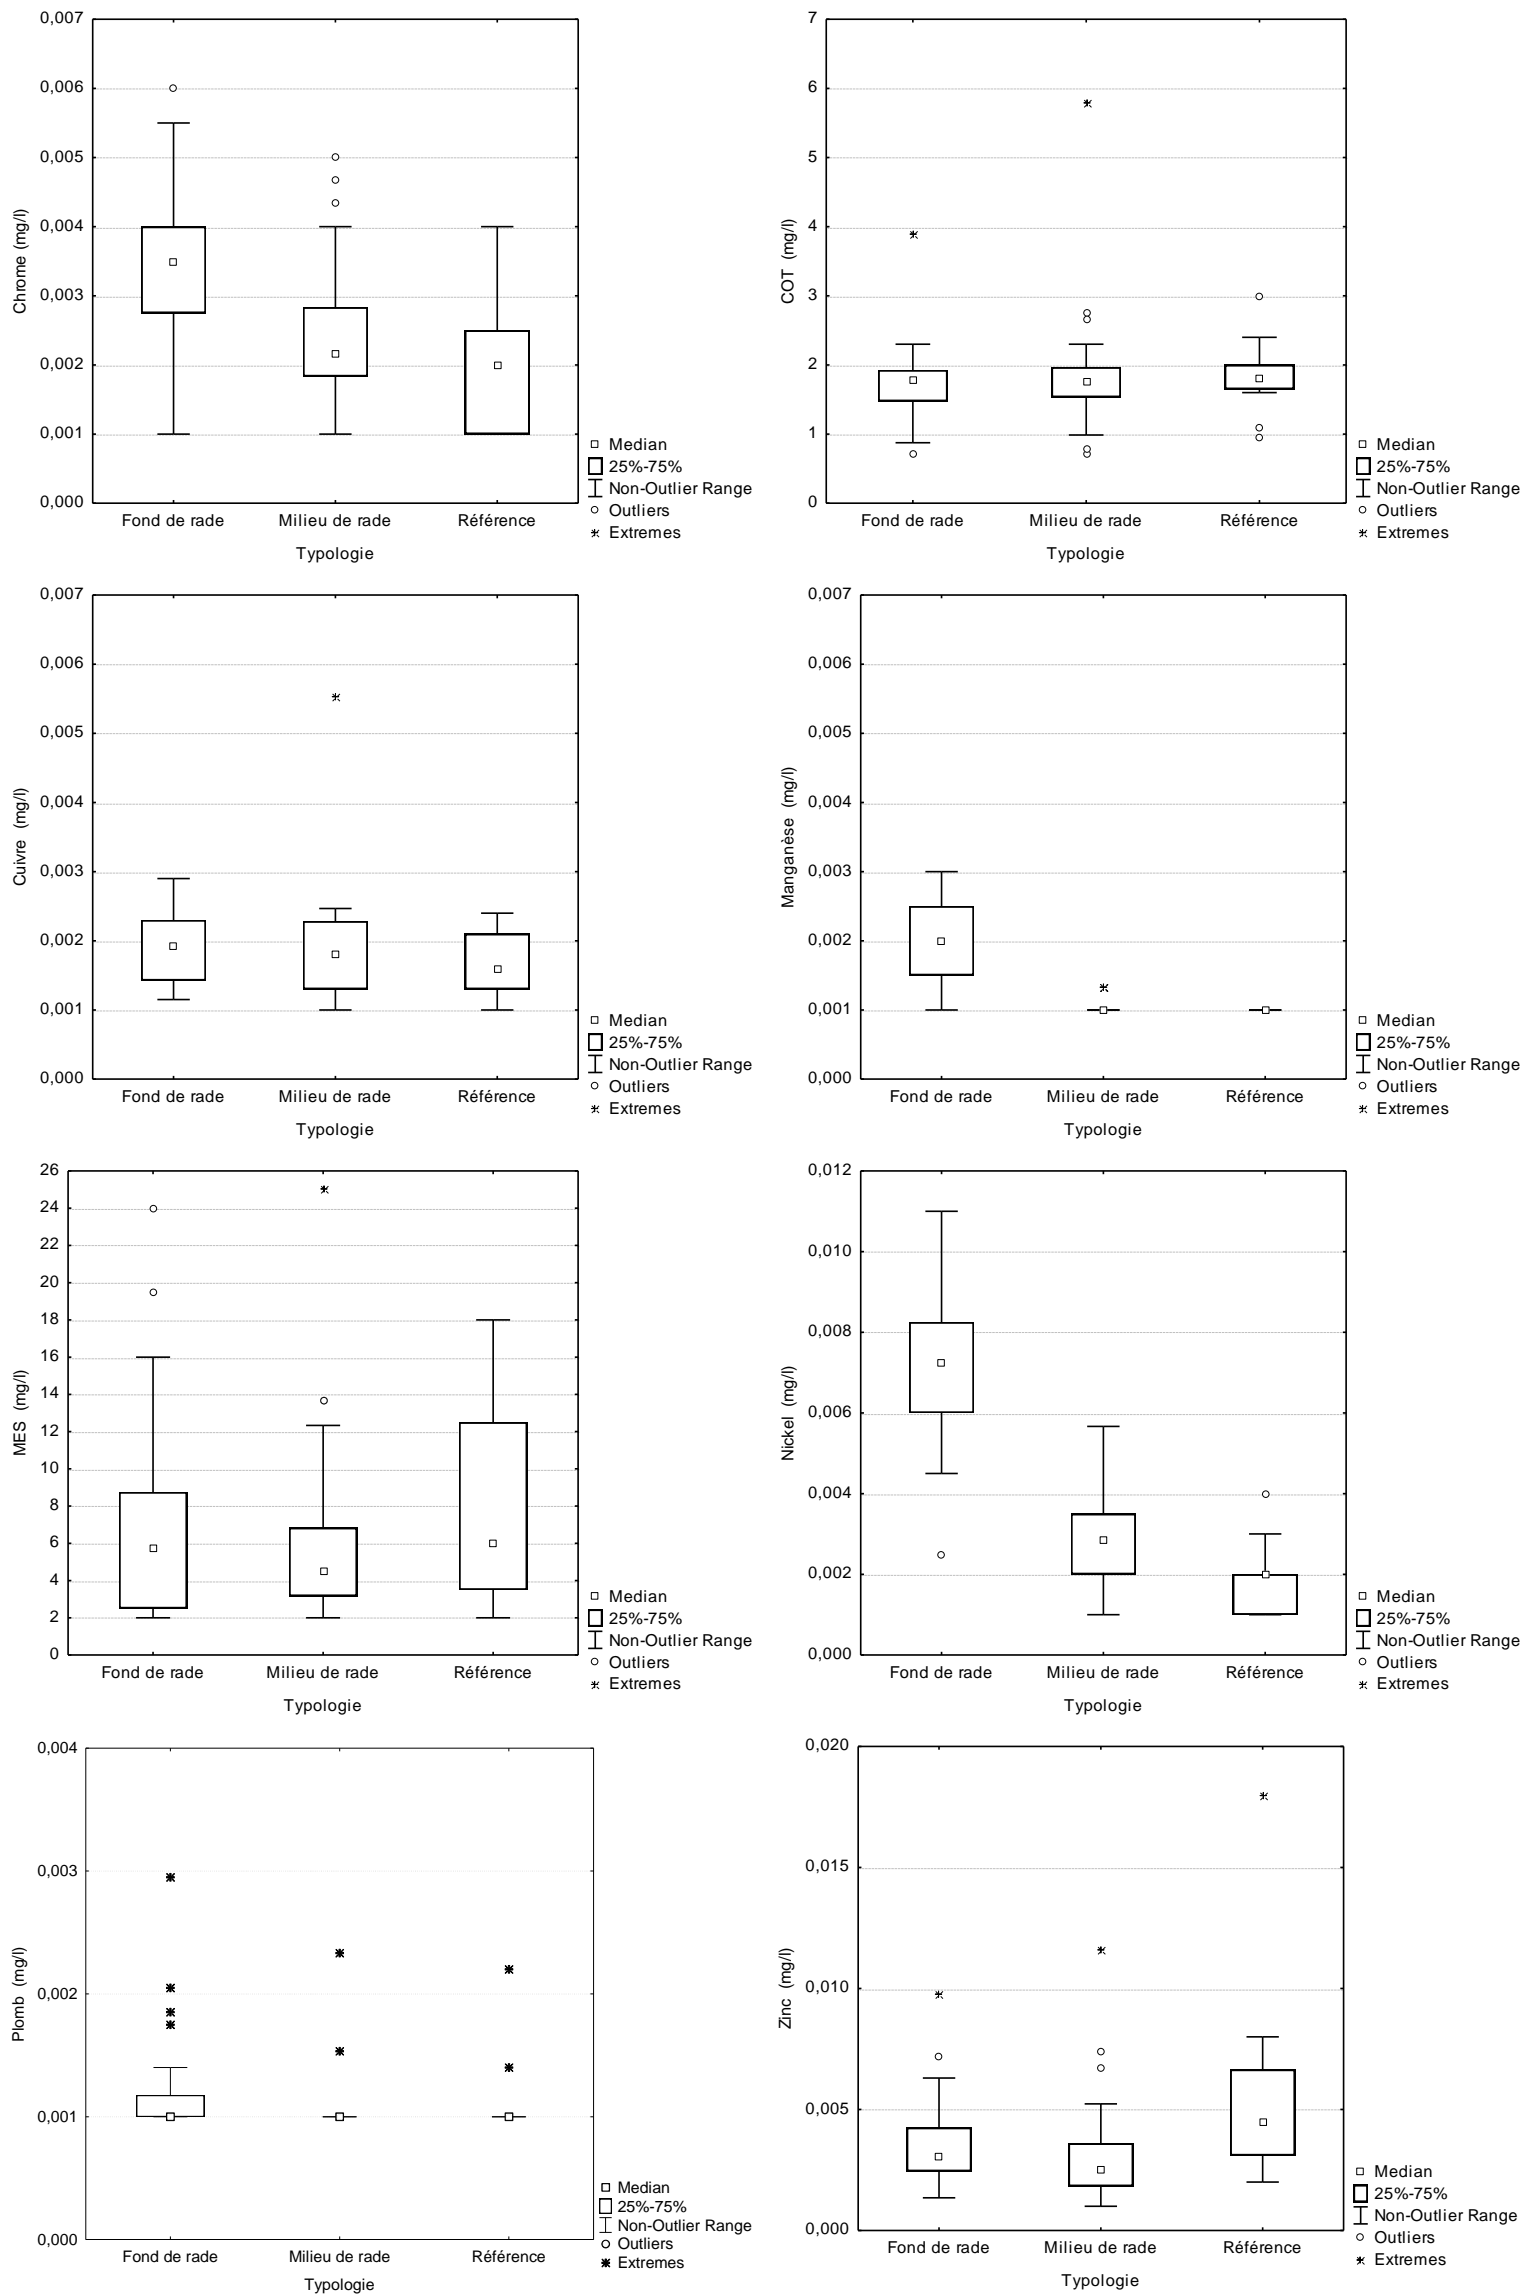 0,007
0,006
0,005
0,004
0,003
0,002
0,001
0,000
Chrome (mg/l)
Fond de rade Milieu de rade Référence
Typologie
Median
25%-75%
Non-Outlier Range
Outliers
Extremes
7
6
5
4
3
2
1
0
COT (mg/l)
Fond de rade Milieu de rade Référence
Typologie
Median
25%-75%
Non-Outlier Range
Outliers
Extremes
0,007
0,006
0,005
0,004
0,003
0,002
0,001
0,000
Cuivre (mg/l)
Fond de rade Milieu de rade Référence
Typologie
Median
25%-75%
Non-Outlier Range
Outliers
Extremes
0,007
0,006
0,005
0,004
0,003
0,002
0,001
0,000
Manganèse (mg/l)
Fond de rade Milieu de rade Référence
Typologie
Median
25%-75%
Non-Outlier Range
Outliers
Extremes
26
24
22
20
18
16
14
12
10
8
6
4
2
0
MES (mg/l)
Fond de rade Milieu de rade Référence
Typologie
Median
25%-75%
Non-Outlier Range
Outliers
Extremes
0,012
0,010
0,008
0,006
0,004
0,002
0,000
Nickel (mg/l)
Fond de rade Milieu de rade Référence
Typologie
Median
25%-75%
Non-Outlier Range
Outliers
Extremes
0,004
0,003
0,002
0,001
0,000
Plomb (mg/l)
Fond de rade Milieu de rade Référence
Typologie
Median
25%-75%
Non-Outlier Range
Outliers
Extremes
0,020
0,015
0,010
0,005
0,000
Zinc (mg/l)
Fond de rade Milieu de rade Référence
Typologie
Median
25%-75%
Non-Outlier Range
Outliers
Extremes